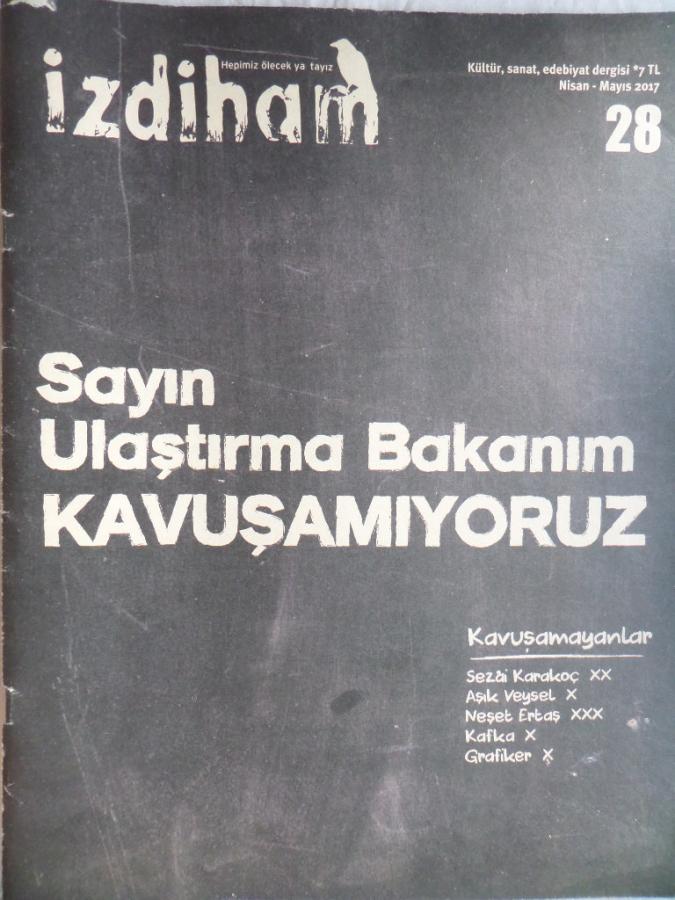 Hepimiz ölecek ya tayız
izdiham
Kültür, sanat, edebiyat dergisi *7 TL
Nisan - Mayıs 2017
28
Sayın
Ulaştırma Bakanım
KAVUŞAMIYORUZ
Kavuşamayanlar
Sezâi Karakoç XX
Aşık Veysel X
Neşet Ertaş XXX
Kafka X
Grafiker X